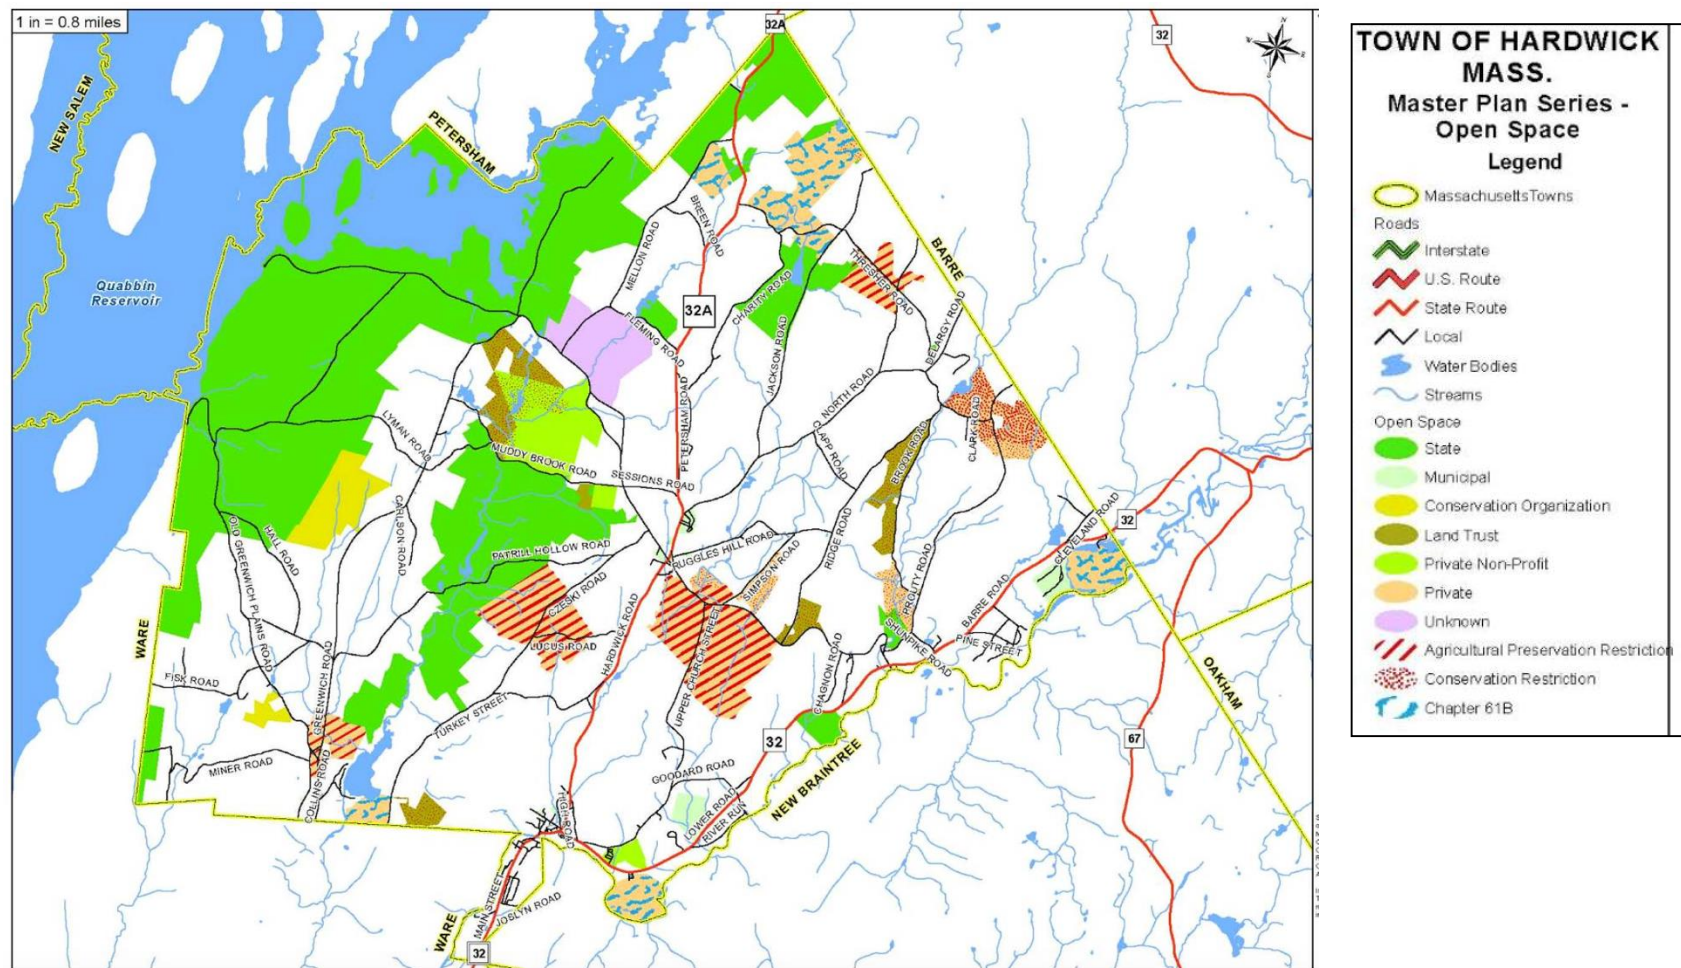 1 in = 0.8 miles
32A
32
NEW SALEM
PETERSHAM
Quabbin
Reservoir
BREEN ROAD
MELLON ROAD
BARRE
THRESHER ROAD
CHARITY ROAD
32A
FLEMING ROAD
DELARGY ROAD
JACKSON ROAD
NORTH ROAD
PETERSHAM ROAD
LYMAN ROAD
CLAPP ROAD
BROOK ROAD
CLARK ROAD
MUDDY BROOK ROAD
SESSIONS ROAD
CARLSON ROAD
OLD GREENWICH PLAINS ROAD
HALL ROAD
PATRILL HOLLOW ROAD
RUGGLES HILL ROAD
RIDGE ROAD
CLEVELAND ROAD
32
SIMPSON ROAD
CZESKI ROAD
PROUTY ROAD
BARRE ROAD
WARE
LUCUS ROAD
HARDWICK ROAD
UPPER CHURCH STREET
SHUNPIKE ROAD
PINE STREET
CHAGNON ROAD
OAKHAM
FISK ROAD
GREENWICH ROAD
TURKEY STREET
32
67
MINER ROAD
COLLINS ROAD
GODDARD ROAD
NEW BRAINTREE
HIGH ROAD
LOWER ROAD
RIVER RUN
MAIN STREET
JOSLYN ROAD
WARE
32
TOWN OF HARDWICK
MASS.
Master Plan Series -
Open Space
Legend
MassachusettsTowns
Roads
Interstate
U.S. Route
State Route
Local
Water Bodies
Streams
Open Space
State
Municipal
Conservation Organization
Land Trust
Private Non-Profit
Private
Unknown
Agricultural Preservation Restriction
Conservation Restriction
Chapter 61B